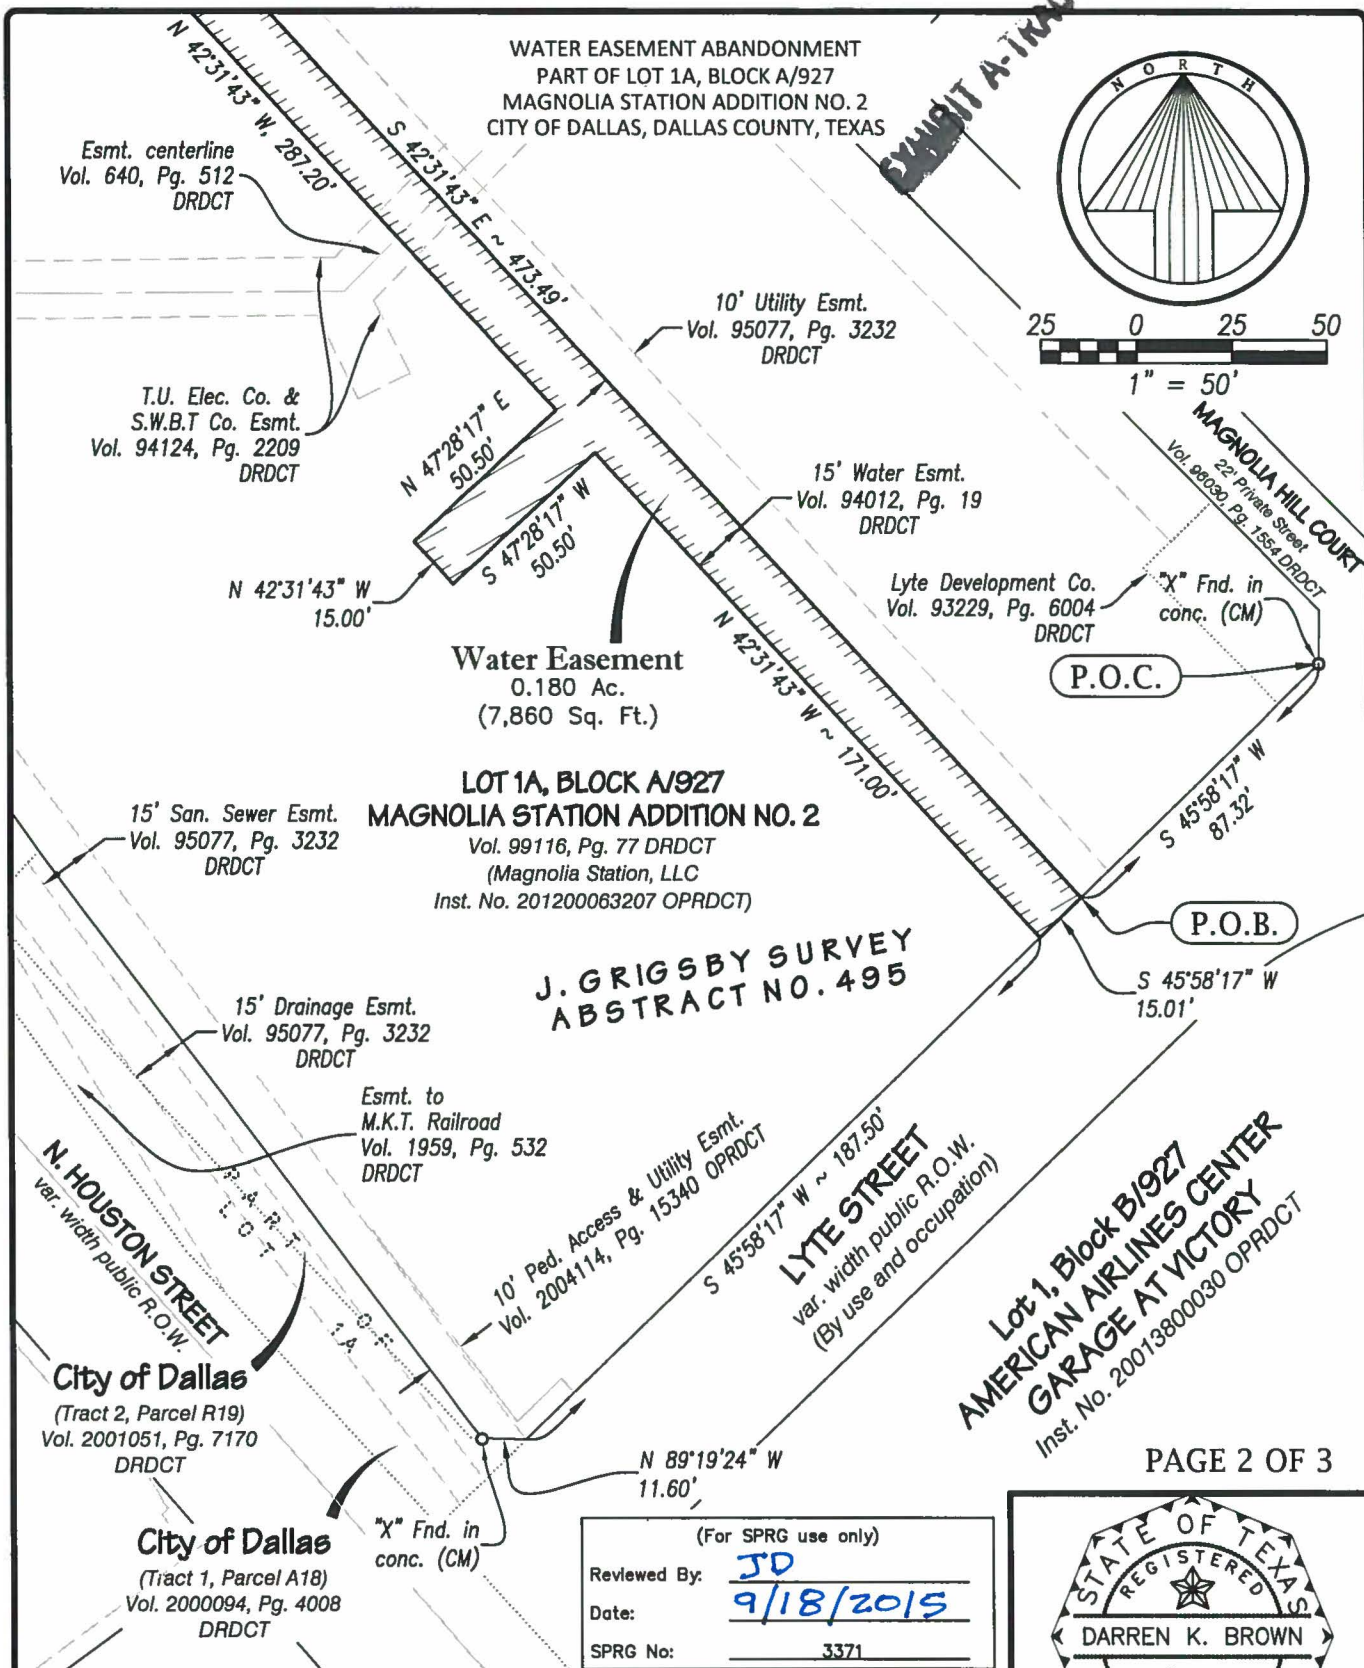 WATER EASEMENT ABANDONMENT
PART OF LOT 1A, BLOCK A/927
MAGNOLIA STATION ADDITION NO. 2
CITY OF DALLAS, DALLAS COUNTY, TEXAS
EXHIBIT A-TRAC
NORTH
25 0 25 50
1" = 50'
N 42°31'43" W, 287.20'
S 42°31'43" E ~ 473.49'
Esmt. centerline
Vol. 640, Pg. 512
DRDCT
10' Utility Esmt.
Vol. 95077, Pg. 3232
DRDCT
T.U. Elec. Co. &
S.W.B.T Co. Esmt.
Vol. 94124, Pg. 2209
DRDCT
N 47°28'17" E
50.50'
S 47°28'17" W
50.50'
N 42°31'43" W
15.00'
15' Water Esmt.
Vol. 94012, Pg. 19
DRDCT
MAGNOLIA HILL COURT
22' Private Street
Vol. 96030, Pg. 1554 DRDCT
Lyte Development Co.
Vol. 93229, Pg. 6004
DRDCT
"X" Fnd. in
conc. (CM)
P.O.C.
Water Easement
0.180 Ac.
(7,860 Sq. Ft.)
N 42°31'43" W ~ 171.00'
S 45°58'17" W
87.32'
LOT 1A, BLOCK A/927
MAGNOLIA STATION ADDITION NO. 2
Vol. 99116, Pg. 77 DRDCT
(Magnolia Station, LLC
Inst. No. 201200063207 OPRDCT)
15' San. Sewer Esmt.
Vol. 95077, Pg. 3232
DRDCT
P.O.B.
S 45°58'17" W
15.01'
J. GRIGSBY SURVEY
ABSTRACT NO. 495
15' Drainage Esmt.
Vol. 95077, Pg. 3232
DRDCT
Esmt. to
M.K.T. Railroad
Vol. 1959, Pg. 532
DRDCT
N. HOUSTON STREET
var. width public R.O.W.
PART OF
LOT 1A
10' Ped. Access & Utility Esmt.
Vol. 2004114, Pg. 15340 OPRDCT
S 45°58'17" W ~ 187.50'
LYTE STREET
var. width public R.O.W.
(By use and occupation)
Lot 1, Block B/927
AMERICAN AIRLINES CENTER
GARAGE AT VICTORY
Inst. No. 200138000030 OPRDCT
City of Dallas
(Tract 2, Parcel R19)
Vol. 2001051, Pg. 7170
DRDCT
N 89°19'24" W
11.60'
PAGE 2 OF 3
City of Dallas
(Tract 1, Parcel A18)
Vol. 2000094, Pg. 4008
DRDCT
"X" Fnd. in
conc. (CM)
(For SPRG use only)
Reviewed By: JD
Date: 9/18/2015
SPRG No: 3371
STATE OF TEXAS
REGISTERED
DARREN K. BROWN